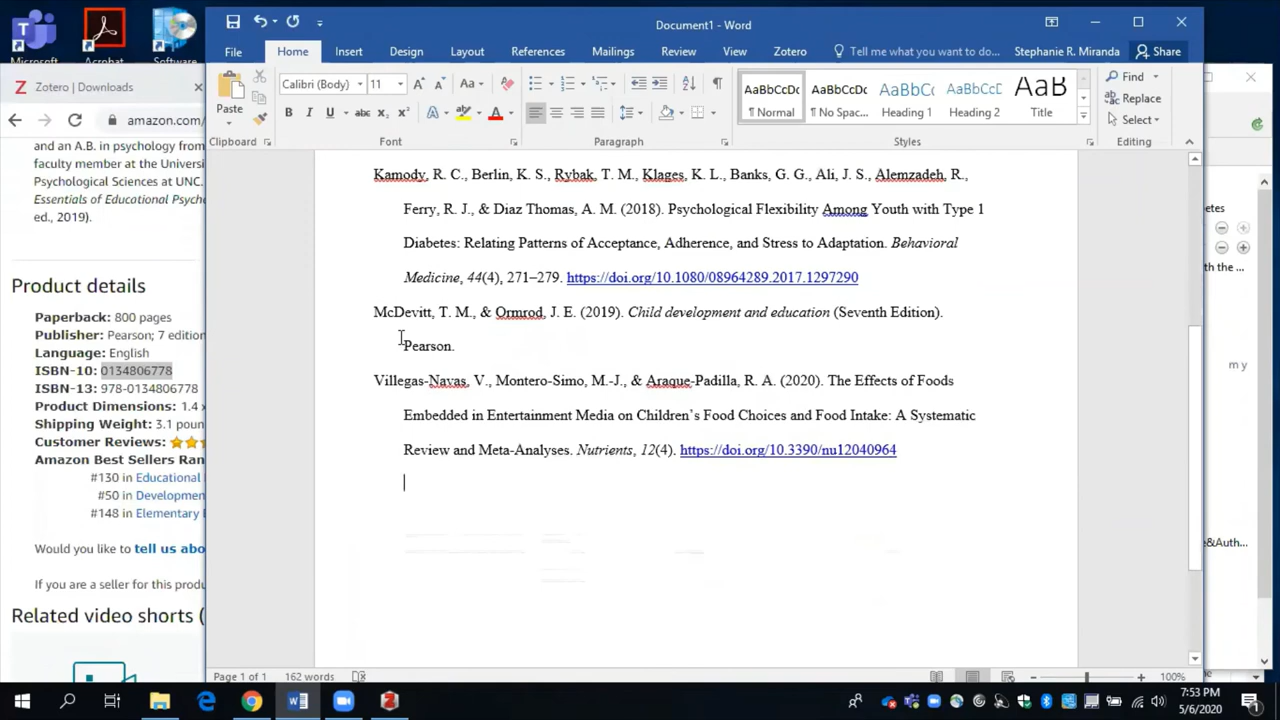 Document1 - Word
File Home Insert Design Layout References Mailings Review View Zotero Tell me what you want to do... Stephanie R. Miranda Share
Microsoft Acrobat Software
Zotero | Downloads
amazon.com/
Paste
Calibri (Body) 11
AaBbCcDc AaBbCcDc AaBbCc AaBbCc AaB
¶ Normal ¶ No Spac... Heading 1 Heading 2 Title
Find
Replace
Select
Clipboard Font Paragraph Styles Editing
and an A.B. in psychology from
faculty member at the Univers
Psychological Sciences at UNC.
Essentials of Educational Psyc
ed., 2019).
Product details
Paperback: 800 pages
Publisher: Pearson; 7 edition
Language: English
ISBN-10: 0134806778
ISBN-13: 978-0134806778
Product Dimensions: 1.4 x
Shipping Weight: 3.1 poun
Customer Reviews:
Amazon Best Sellers Ran
#130 in Educational
#50 in Developmen
#148 in Elementary E
Would you like to tell us abo
If you are a seller for this produ
Related video shorts (
Kamody, R. C., Berlin, K. S., Rybak, T. M., Klages, K. L., Banks, G. G., Ali, J. S., Alemzadeh, R.,
Ferry, R. J., & Diaz Thomas, A. M. (2018). Psychological Flexibility Among Youth with Type 1
Diabetes: Relating Patterns of Acceptance, Adherence, and Stress to Adaptation. Behavioral
Medicine, 44(4), 271–279. https://doi.org/10.1080/08964289.2017.1297290
McDevitt, T. M., & Ormrod, J. E. (2019). Child development and education (Seventh Edition).
Pearson.
Villegas-Navas, V., Montero-Simo, M.-J., & Araque-Padilla, R. A. (2020). The Effects of Foods
Embedded in Entertainment Media on Children's Food Choices and Food Intake: A Systematic
Review and Meta-Analyses. Nutrients, 12(4). https://doi.org/10.3390/nu12040964
etes
th the ...
m y
e&Auth...
Page 1 of 1 162 words
100%
7:53 PM
5/6/2020